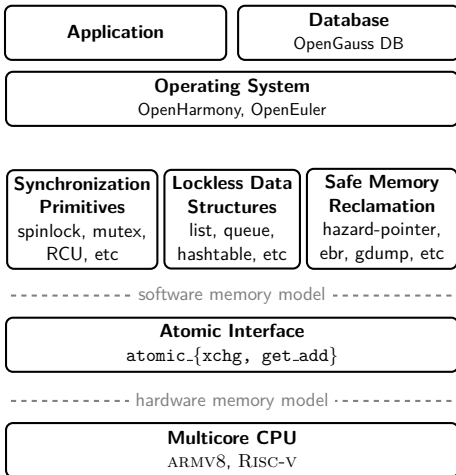 Application
Database
OpenGauss DB
Operating System
OpenHarmony, OpenEuler
Synchronization
Primitives
spinlock, mutex,
RCU, etc
Lockless Data
Structures
list, queue,
hashtable, etc
Safe Memory
Reclamation
hazard-pointer,
ebr, gdump, etc
software memory model
Atomic Interface
atomic_{xchg, get_add}
hardware memory model
Multicore CPU
ARMV8, RISC-V